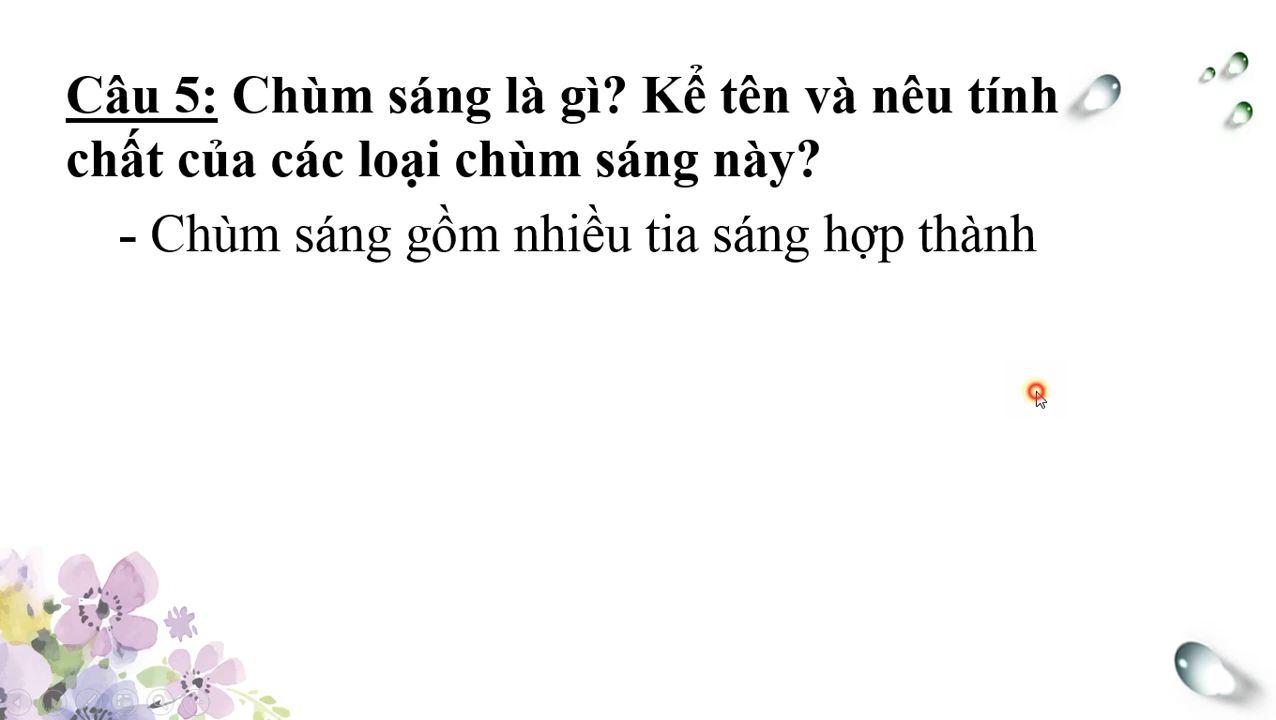 Câu 5: Chùm sáng là gì? Kể tên và nêu tính
chất của các loại chùm sáng này?
- Chùm sáng gồm nhiều tia sáng hợp thành